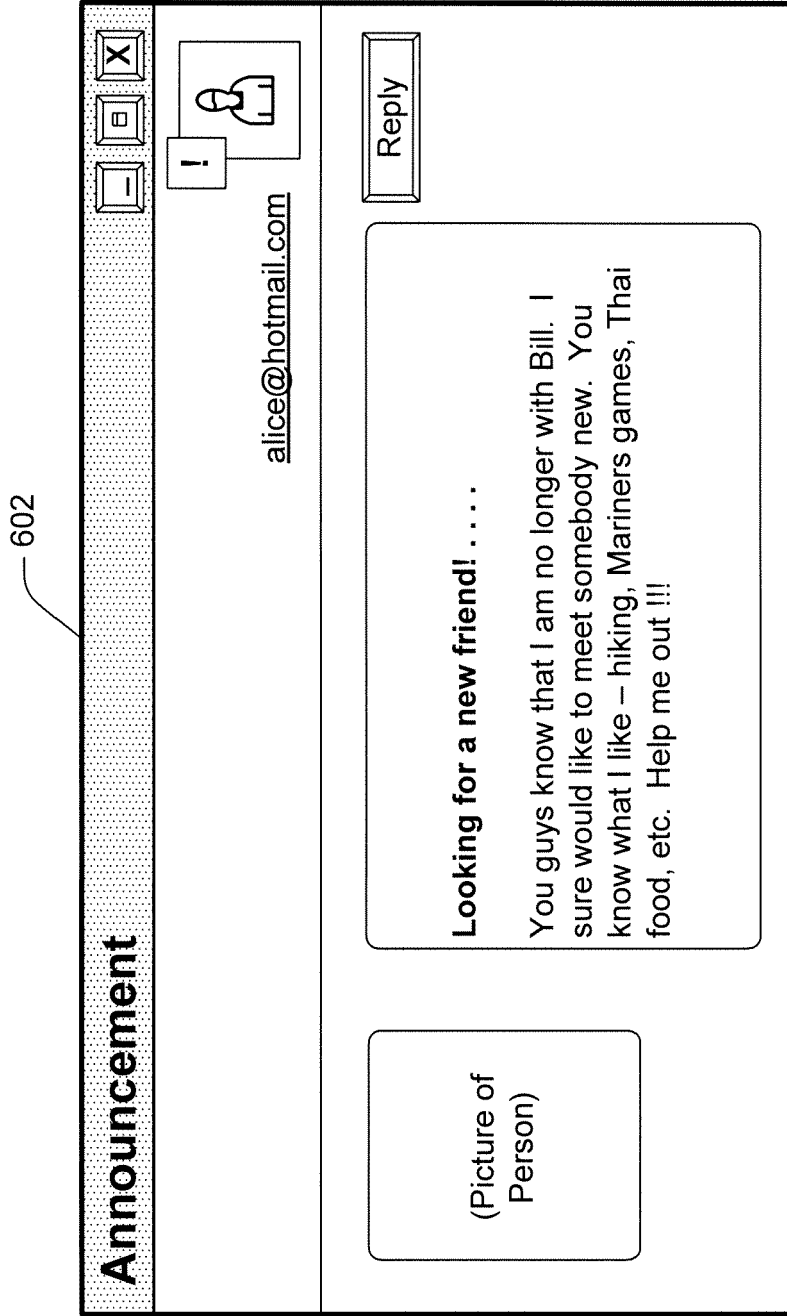 602
Announcement
_ X
alice@hotmail.com
!
(Picture of
Person)
Looking for a new friend! . . . .
You guys know that I am no longer with Bill.  I
sure would like to meet somebody new.  You
know what I like – hiking, Mariners games, Thai
food, etc.  Help me out !!!
Reply